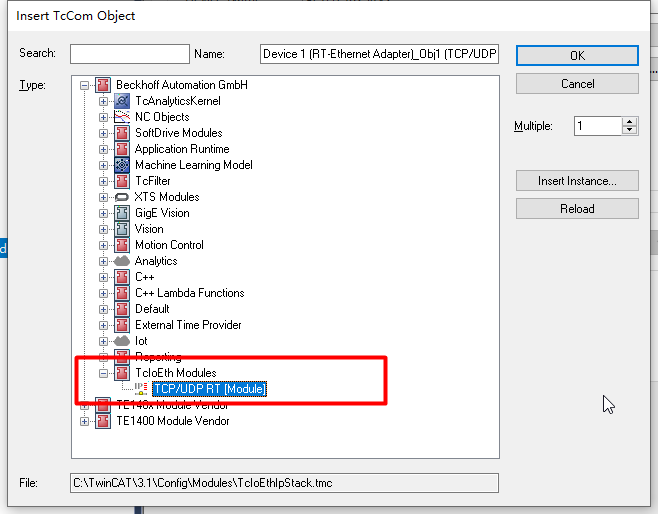 Insert TcCom Object
Search:
Name:
Device 1 (RT-Ethernet Adapter)_Obj1 (TCP/UDP
OK
Type:
Beckhoff Automation GmbH
Cancel
TcAnalyticsKernel
NC Objects
Multiple:
1
SoftDrive Modules
Application Runtime
Machine Learning Model
TcFilter
Insert Instance...
XTS Modules
GigE Vision
Reload
Vision
Motion Control
Analytics
C++
C++ Lambda Functions
Default
External Time Provider
Iot
Reporting
TcIoEth Modules
TCP/UDP RT [Module]
TE140x Module Vendor
TE1400 Module Vendor
File:
C:\TwinCAT\3.1\Config\Modules\TcIoEthIpStack.tmc